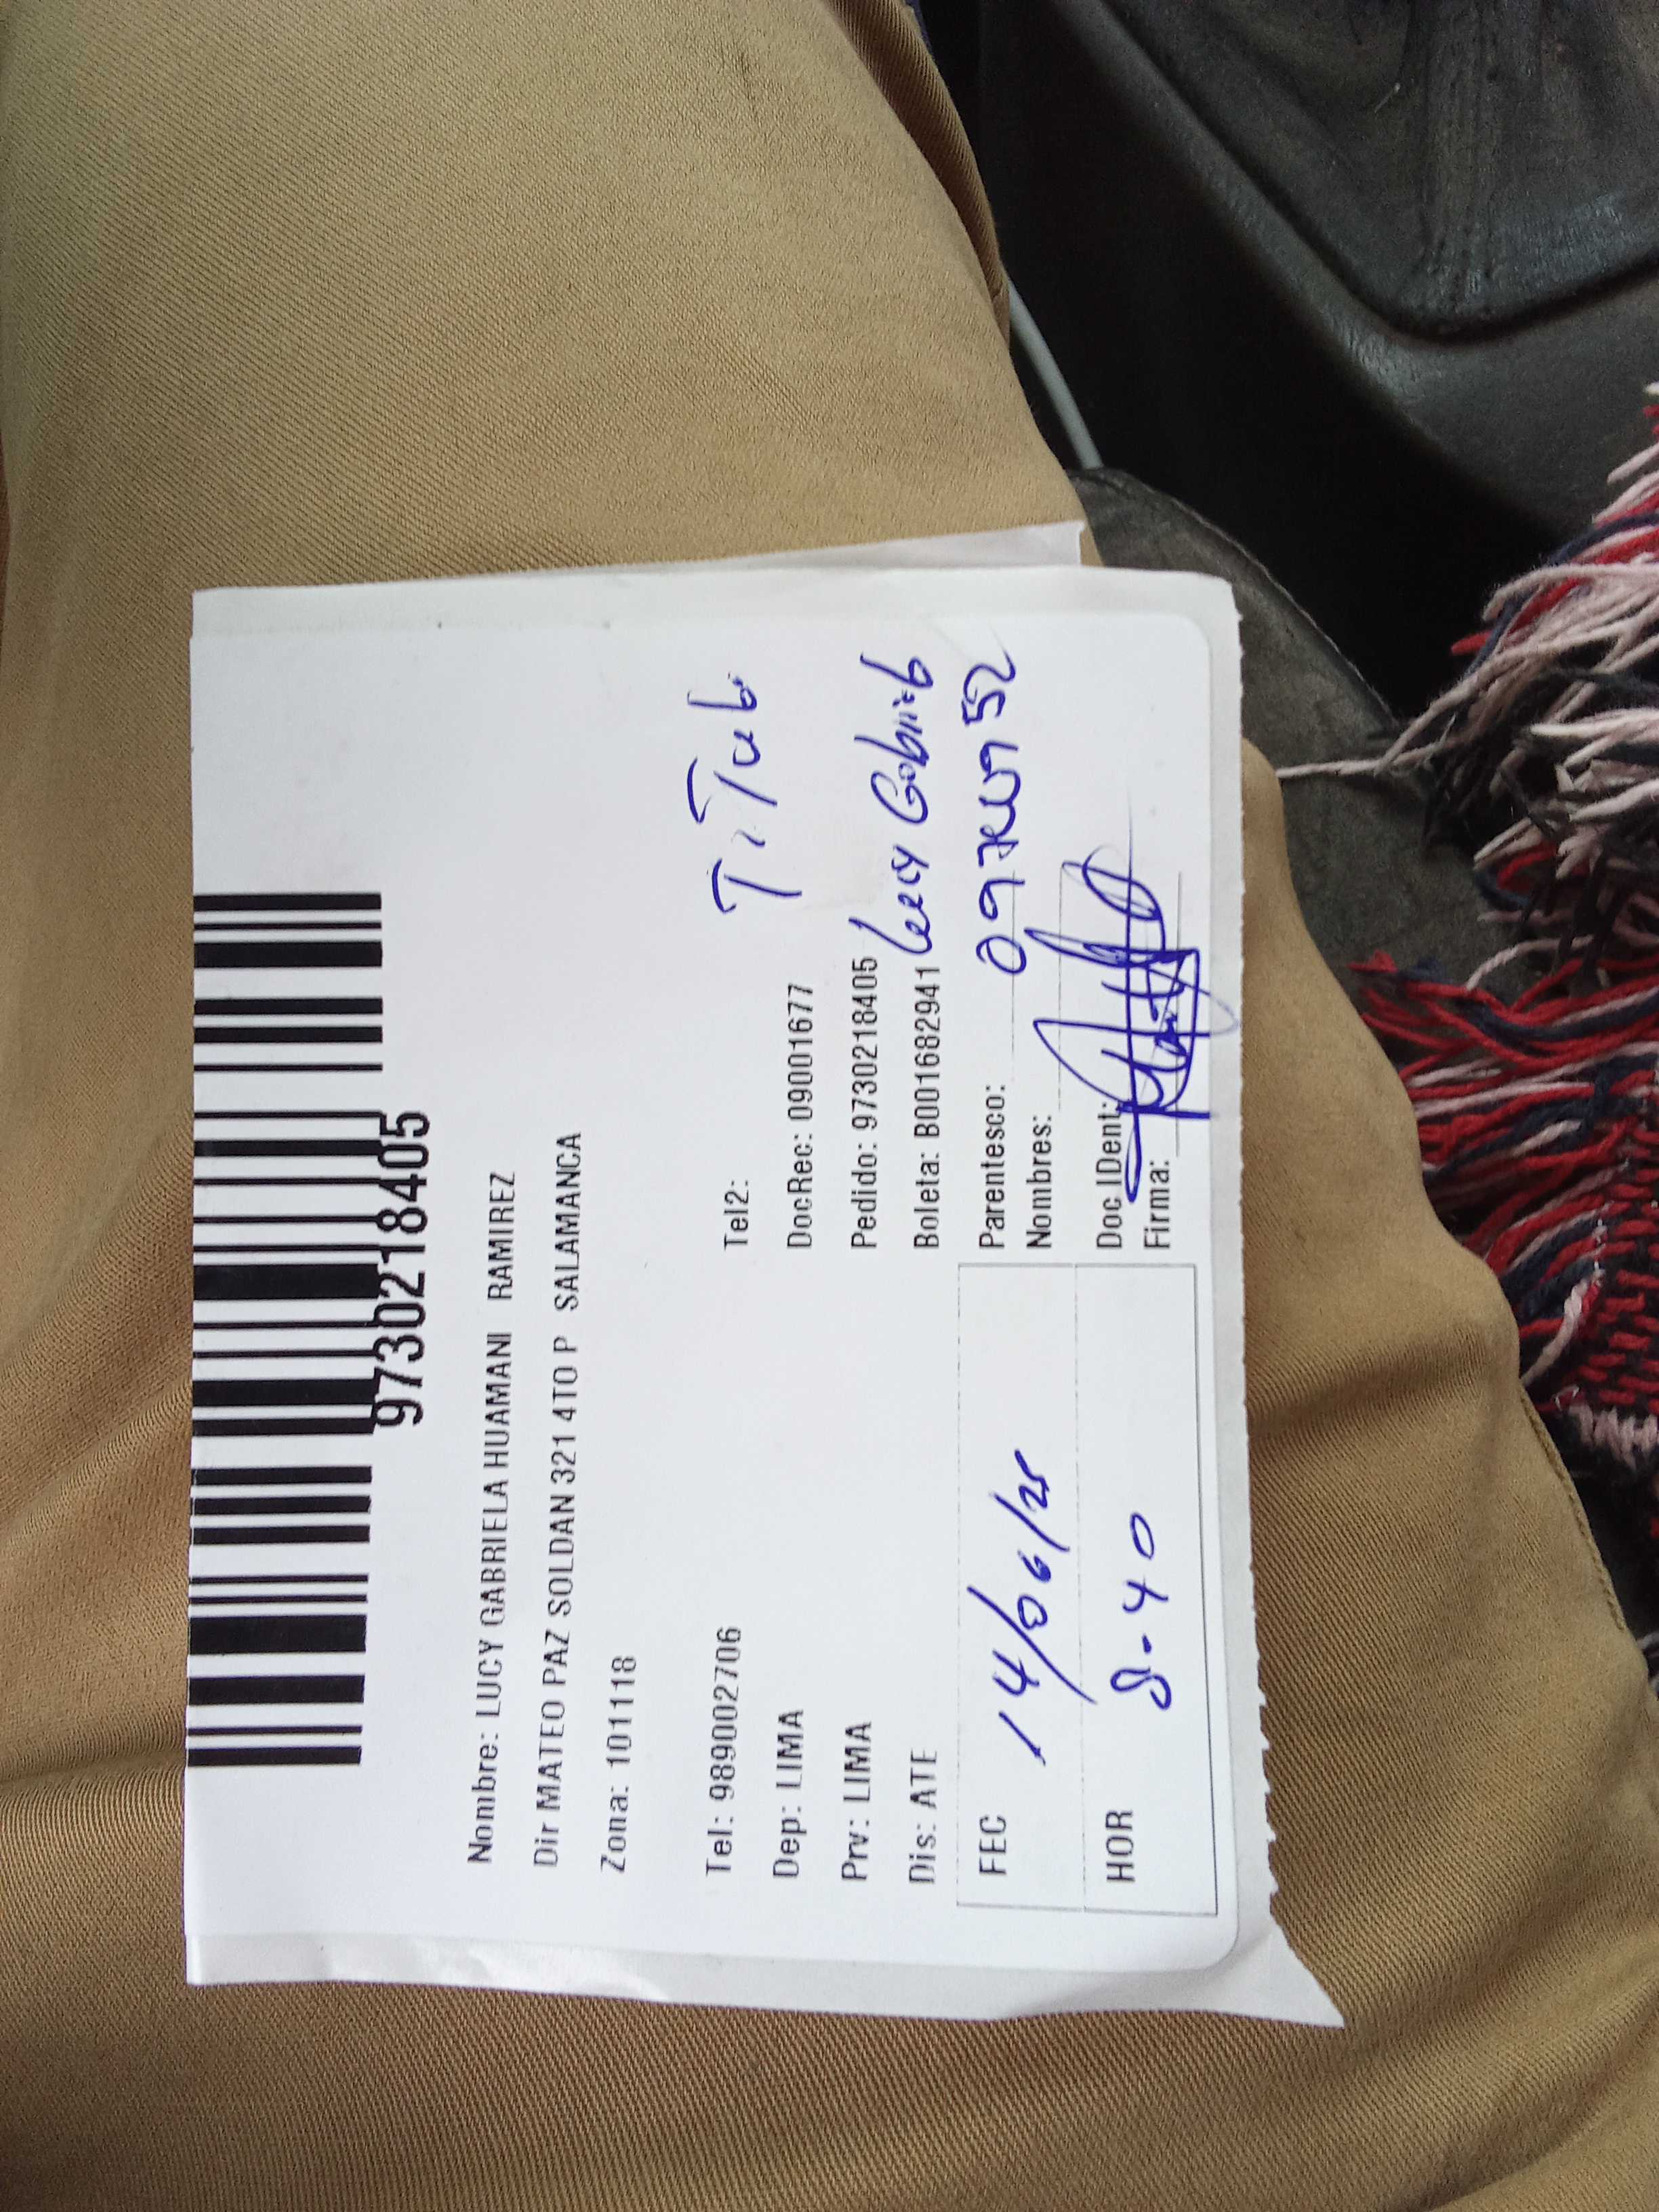 9730218405
Nombre: LUCY GABRIELA HUAMANI RAMIREZ
Dir MATEO PAZ SOLDAN 321 4TO P SALAMANCA
Zona: 101118
Tel: 989002706 Tel2:
Dep: LIMA DocRec: 09001677
Prv: LIMA Pedido: 9730218405
Dis: ATE Boleta: B001682941
Lucy Gabriela
FEC 14/06/25
HOR 8-40
Parentesco:
Nombres:
Doc IDent:
Firma: